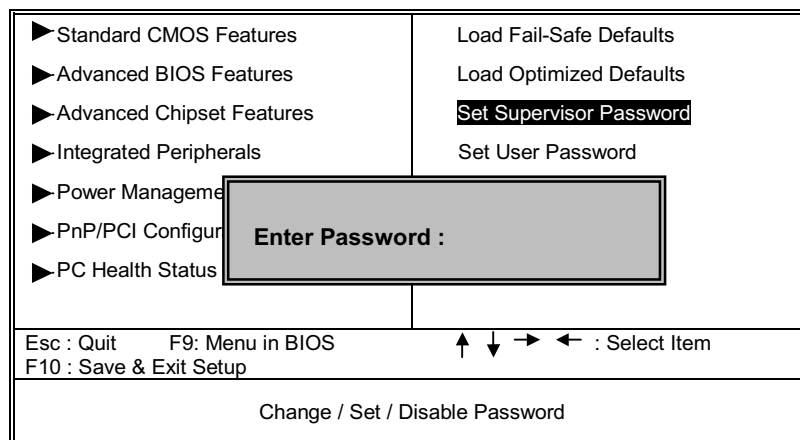 Standard CMOS Features
Advanced BIOS Features
Advanced Chipset Features
Integrated Peripherals
Power Manageme
PnP/PCI Configur
PC Health Status
Load Fail-Safe Defaults
Load Optimized Defaults
Set Supervisor Password
Set User Password
Enter Password :
Esc : Quit F9: Menu in BIOS
↑ ↓ → ← : Select Item
F10 : Save & Exit Setup
Change / Set / Disable Password